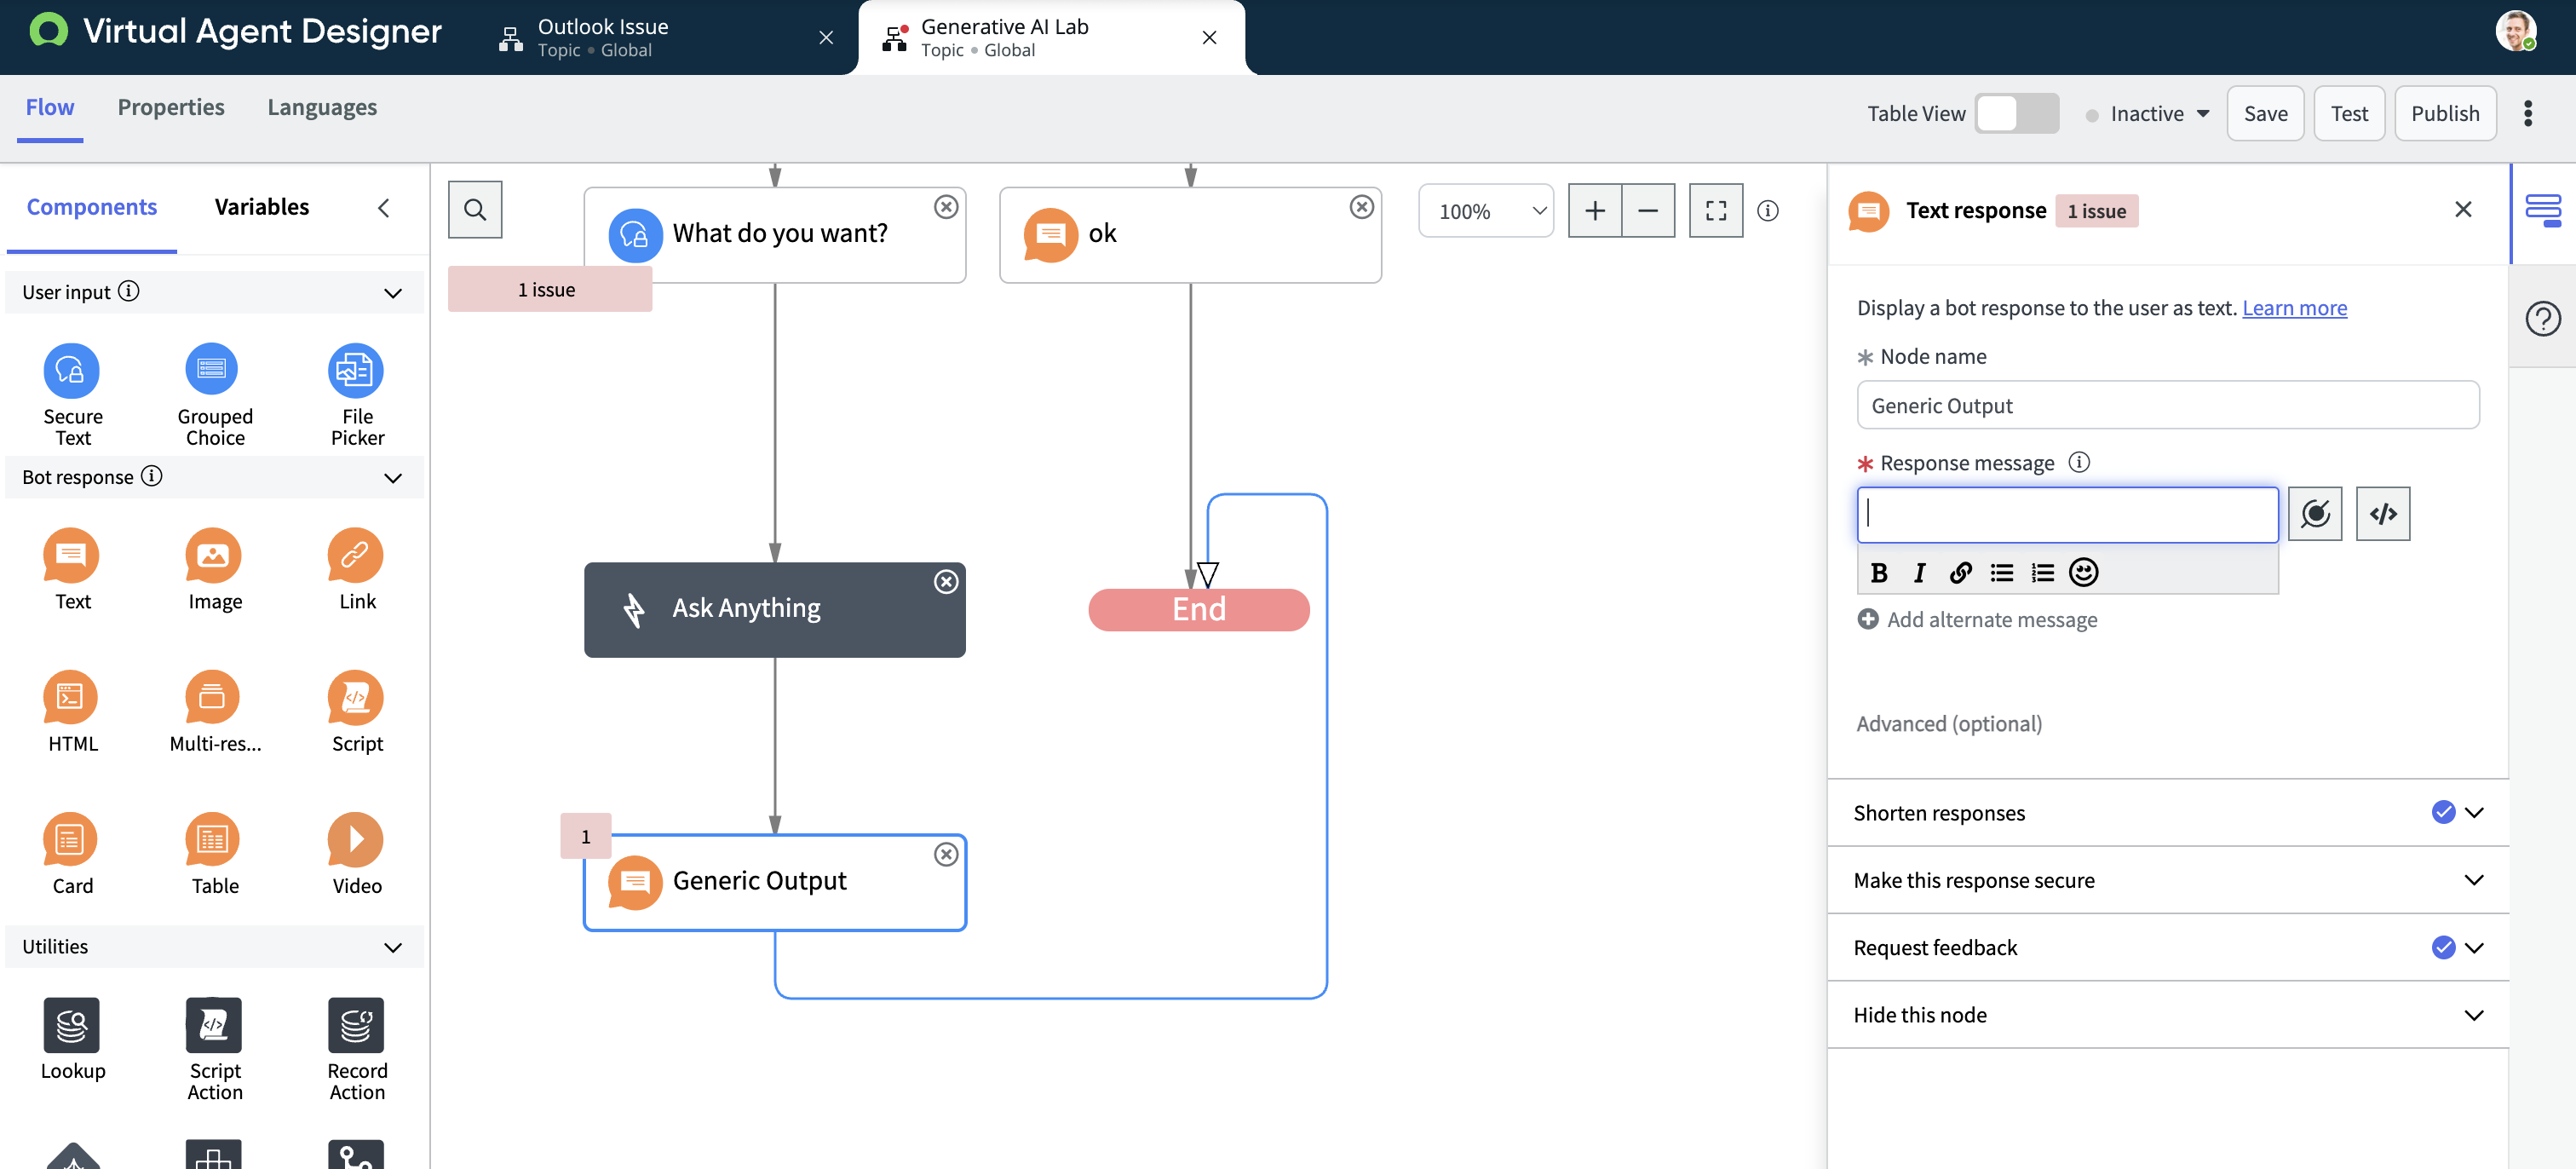 Virtual Agent Designer
Outlook Issue
Topic • Global
Generative AI Lab
Topic • Global
Flow
Properties
Languages
Table View
Inactive
Save
Test
Publish
Components
Variables
User input
Secure Text
Grouped Choice
File Picker
Bot response
Text
Image
Link
HTML
Multi-res...
Script
Card
Table
Video
Utilities
Lookup
Script Action
Record Action
What do you want?
1 issue
ok
100%
Ask Anything
End
1
Generic Output
Text response
1 issue
Display a bot response to the user as text. Learn more
* Node name
Generic Output
* Response message
B I
Add alternate message
Advanced (optional)
Shorten responses
Make this response secure
Request feedback
Hide this node